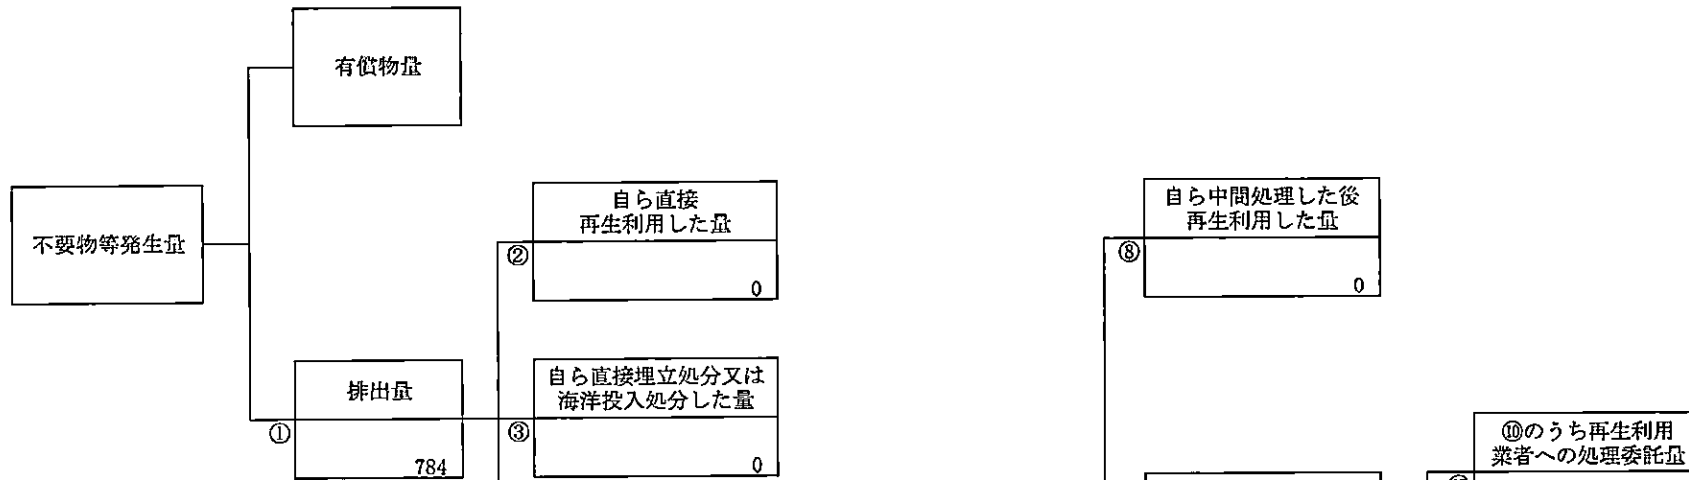 有償物量
不要物等発生量
自ら直接
再生利用した量
②
0
自ら中間処理した後
再生利用した量
⑧
0
排出量
①
784
自ら直接埋立処分又は
海洋投入処分した量
③
0
⑩のうち再生利用
業者への処理委託量